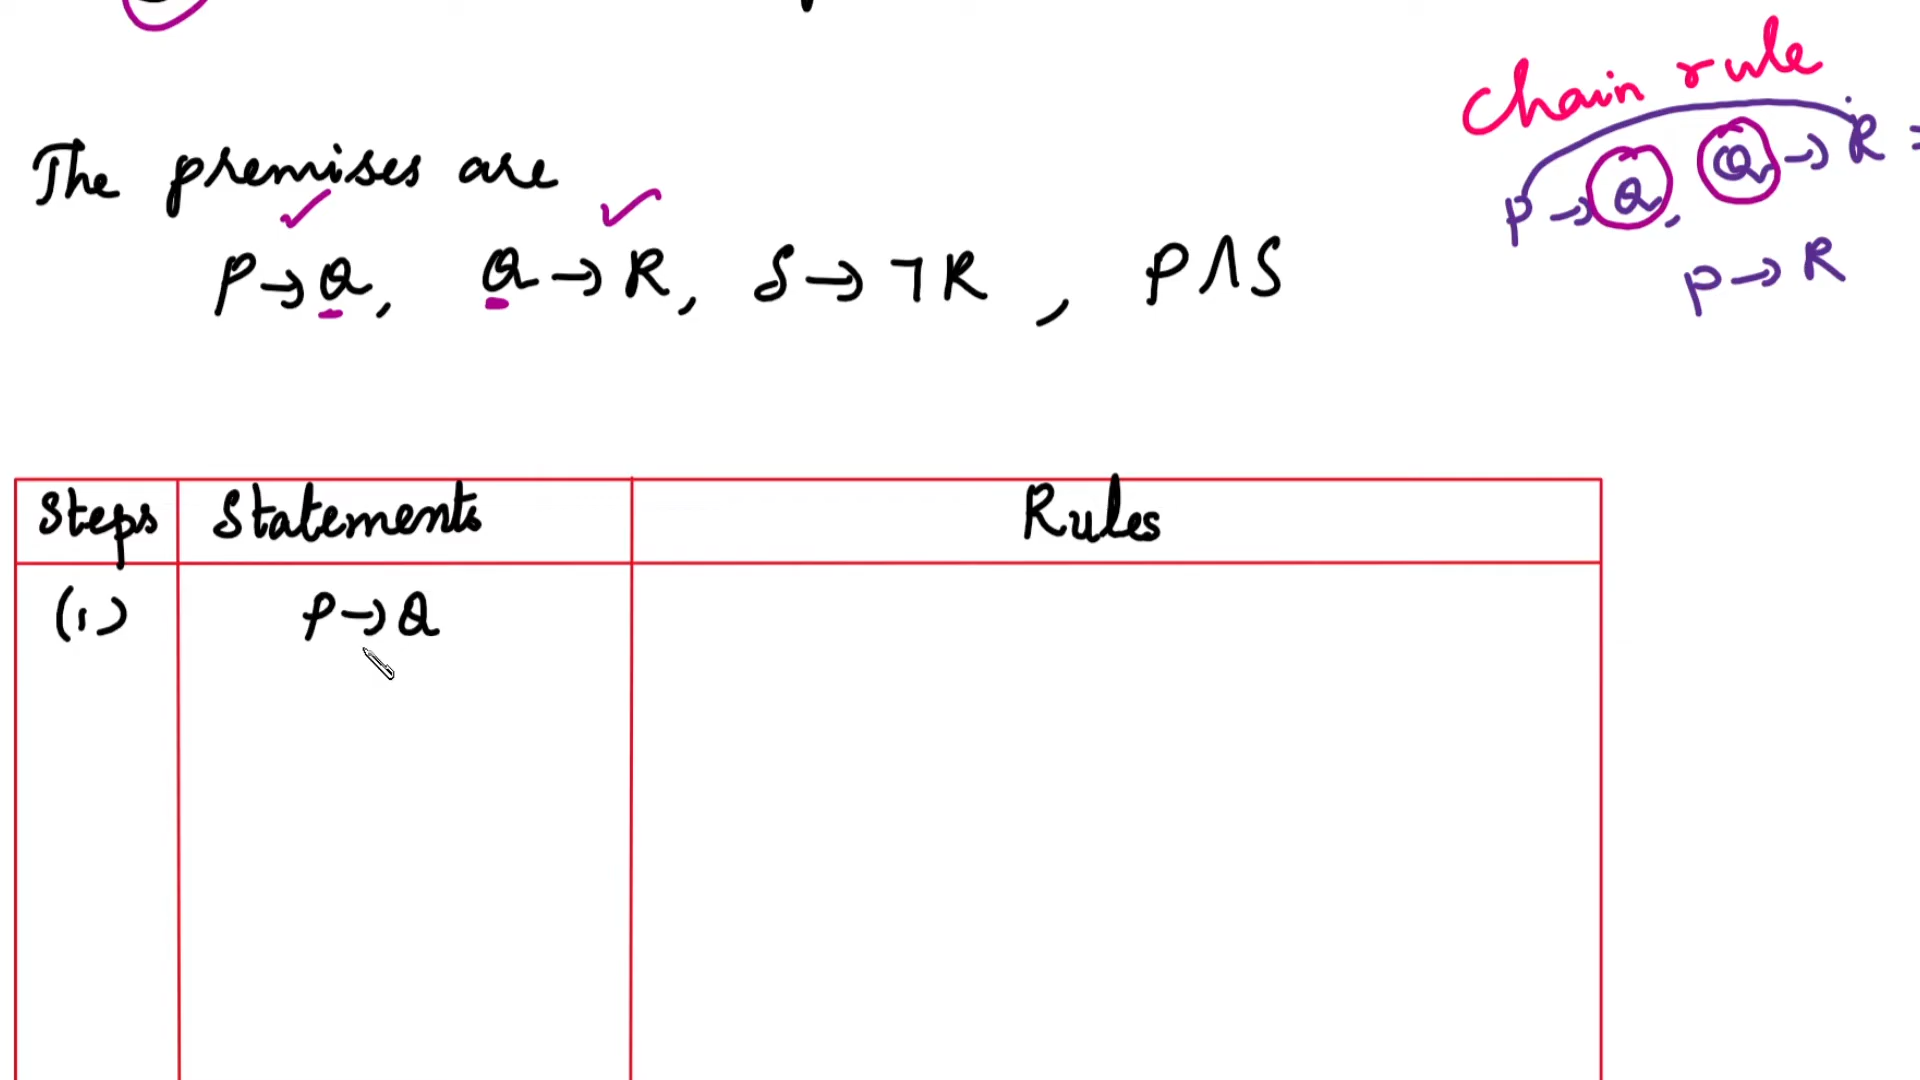 Chain rule
The premises are
P → Q, Q → R, S → ¬R, P ∧ S
P → Q, Q → R =
P → R
Steps Statements Rules
(1) P → Q